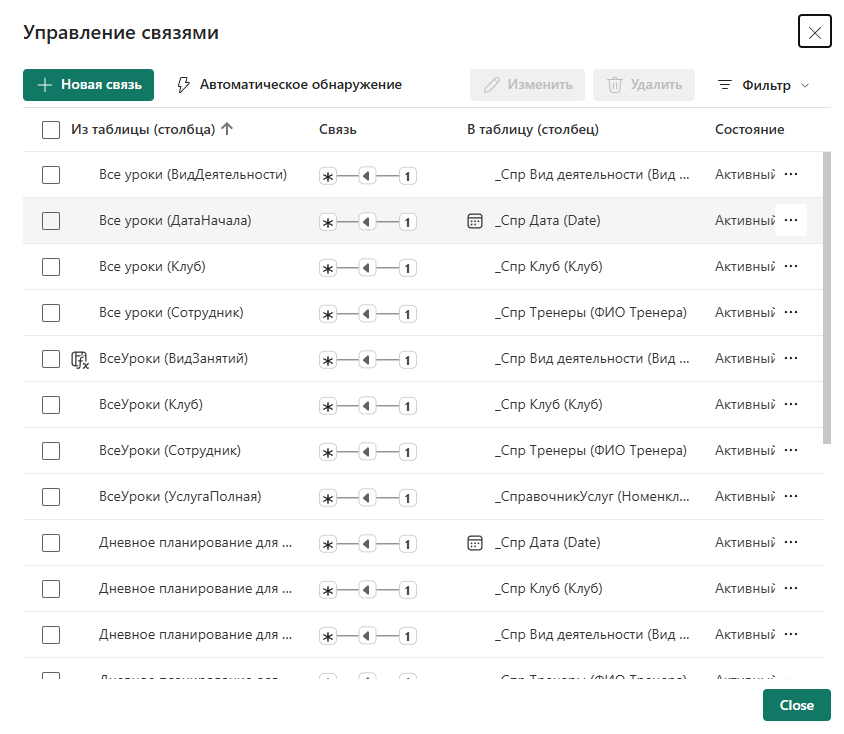 Управление связями
Новая связь Автоматическое обнаружение Изменить Удалить Фильтр
Из таблицы (столбца) Связь В таблицу (столбец) Состояние
Все уроки (ВидДеятельности) * 1 _Спр Вид деятельности (Вид ... Активный ...
Все уроки (ДатаНачала) * 1 _Спр Дата (Date) Активный ...
Все уроки (Клуб) * 1 _Спр Клуб (Клуб) Активный ...
Все уроки (Сотрудник) * 1 _Спр Тренеры (ФИО Тренера) Активный ...
ВсеУроки (ВидЗанятий) * 1 _Спр Вид деятельности (Вид ... Активный ...
ВсеУроки (Клуб) * 1 _Спр Клуб (Клуб) Активный ...
ВсеУроки (Сотрудник) * 1 _Спр Тренеры (ФИО Тренера) Активный ...
ВсеУроки (УслугаПолная) * 1 _СправочникУслуг (Номенкл... Активный ...
Дневное планирование для ... * 1 _Спр Дата (Date) Активный ...
Дневное планирование для ... * 1 _Спр Клуб (Клуб) Активный ...
Дневное планирование для ... * 1 _Спр Вид деятельности (Вид ... Активный ...
Дневное планирование для ... _Спр Тренеры (ФИО Тренера) Активный
Close